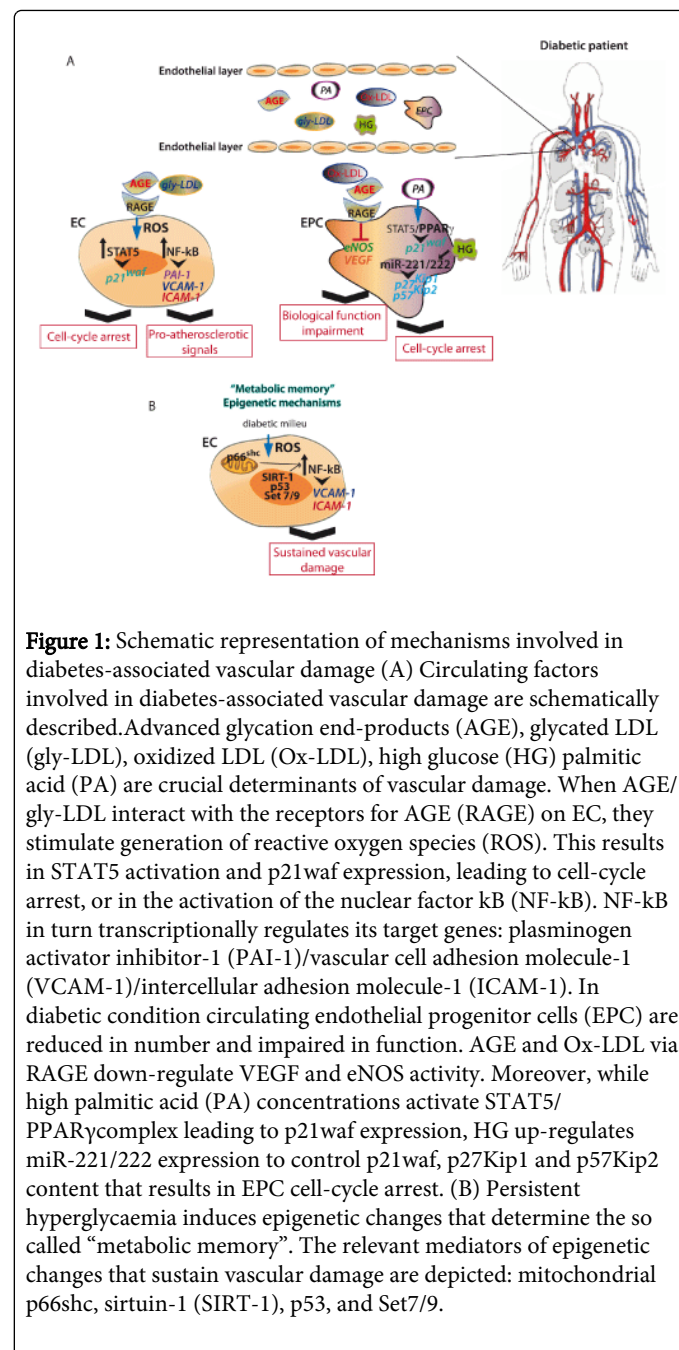 A
Diabetic patient
Endothelial layer
PA
Ox-LDL
AGE
EPC
gly-LDL
HG
Endothelial layer
AGE
gly-LDL
RAGE
EC
ROS
STAT5
NF-kB
p21waf
PAI-1
VCAM-1
ICAM-1
Cell-cycle arrest
Pro-atherosclerotic
signals
Ox-LDL
AGE
PA
RAGE
EPC
STAT5/PPARγ
eNOS
VEGF
p21waf
HG
miR-221/222
p27Kip1
p57Kip2
Biological function
impairment
Cell-cycle arrest
B
"Metabolic memory"
Epigenetic mechanisms
diabetic milieu
EC
ROS
p66shc
NF-kB
SIRT-1
p53
Set 7/9
VCAM-1
ICAM-1
Sustained vascular
damage
Figure 1: Schematic representation of mechanisms involved in
diabetes-associated vascular damage (A) Circulating factors
involved in diabetes-associated vascular damage are schematically
described.Advanced glycation end-products (AGE), glycated LDL
(gly-LDL), oxidized LDL (Ox-LDL), high glucose (HG) palmitic
acid (PA) are crucial determinants of vascular damage. When AGE/
gly-LDL interact with the receptors for AGE (RAGE) on EC, they
stimulate generation of reactive oxygen species (ROS). This results
in STAT5 activation and p21waf expression, leading to cell-cycle
arrest, or in the activation of the nuclear factor kB (NF-kB). NF-kB
in turn transcriptionally regulates its target genes: plasminogen
activator inhibitor-1 (PAI-1)/vascular cell adhesion molecule-1
(VCAM-1)/intercellular adhesion molecule-1 (ICAM-1). In
diabetic condition circulating endothelial progenitor cells (EPC) are
reduced in number and impaired in function. AGE and Ox-LDL via
RAGE down-regulate VEGF and eNOS activity. Moreover, while
high palmitic acid (PA) concentrations activate STAT5/
PPARγcomplex leading to p21waf expression, HG up-regulates
miR-221/222 expression to control p21waf, p27Kip1 and p57Kip2
content that results in EPC cell-cycle arrest. (B) Persistent
hyperglycaemia induces epigenetic changes that determine the so
called “metabolic memory”. The relevant mediators of epigenetic
changes that sustain vascular damage are depicted: mitochondrial
p66shc, sirtuin-1 (SIRT-1), p53, and Set7/9.